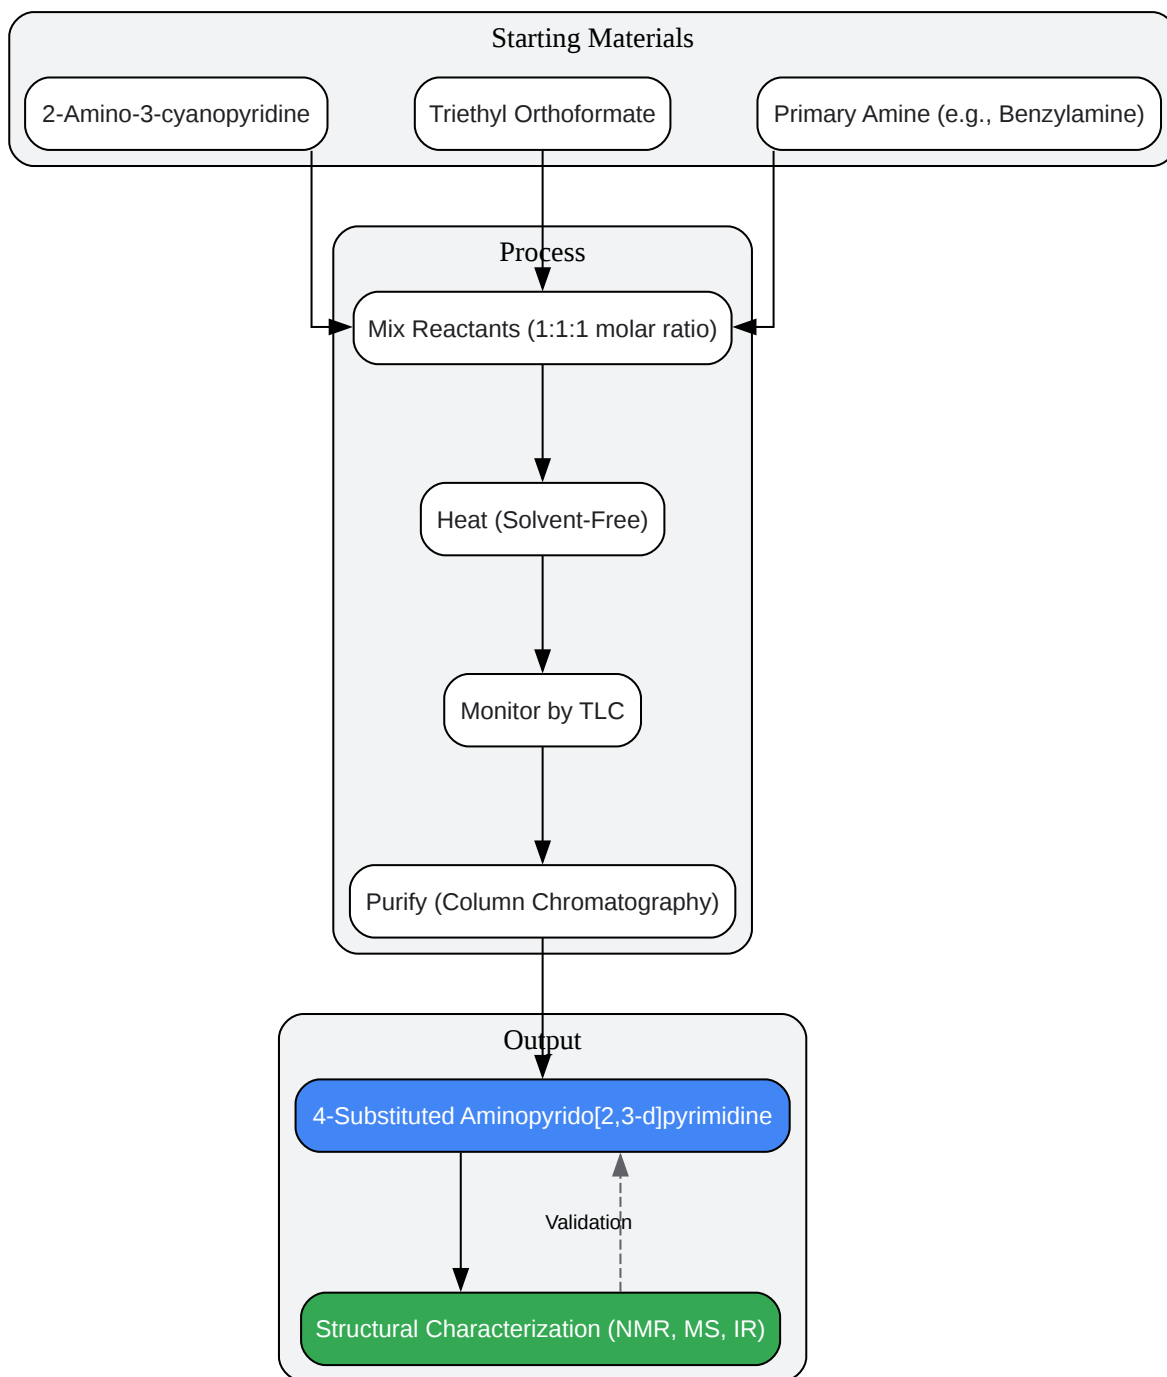 Starting Materials
2-Amino-3-cyanopyridine
Triethyl Orthoformate
Primary Amine (e.g., Benzylamine)
Process
Mix Reactants (1:1:1 molar ratio)
Heat (Solvent-Free)
Monitor by TLC
Purify (Column Chromatography)
Output
4-Substituted Aminopyrido[2,3-d]pyrimidine
Validation
Structural Characterization (NMR, MS, IR)